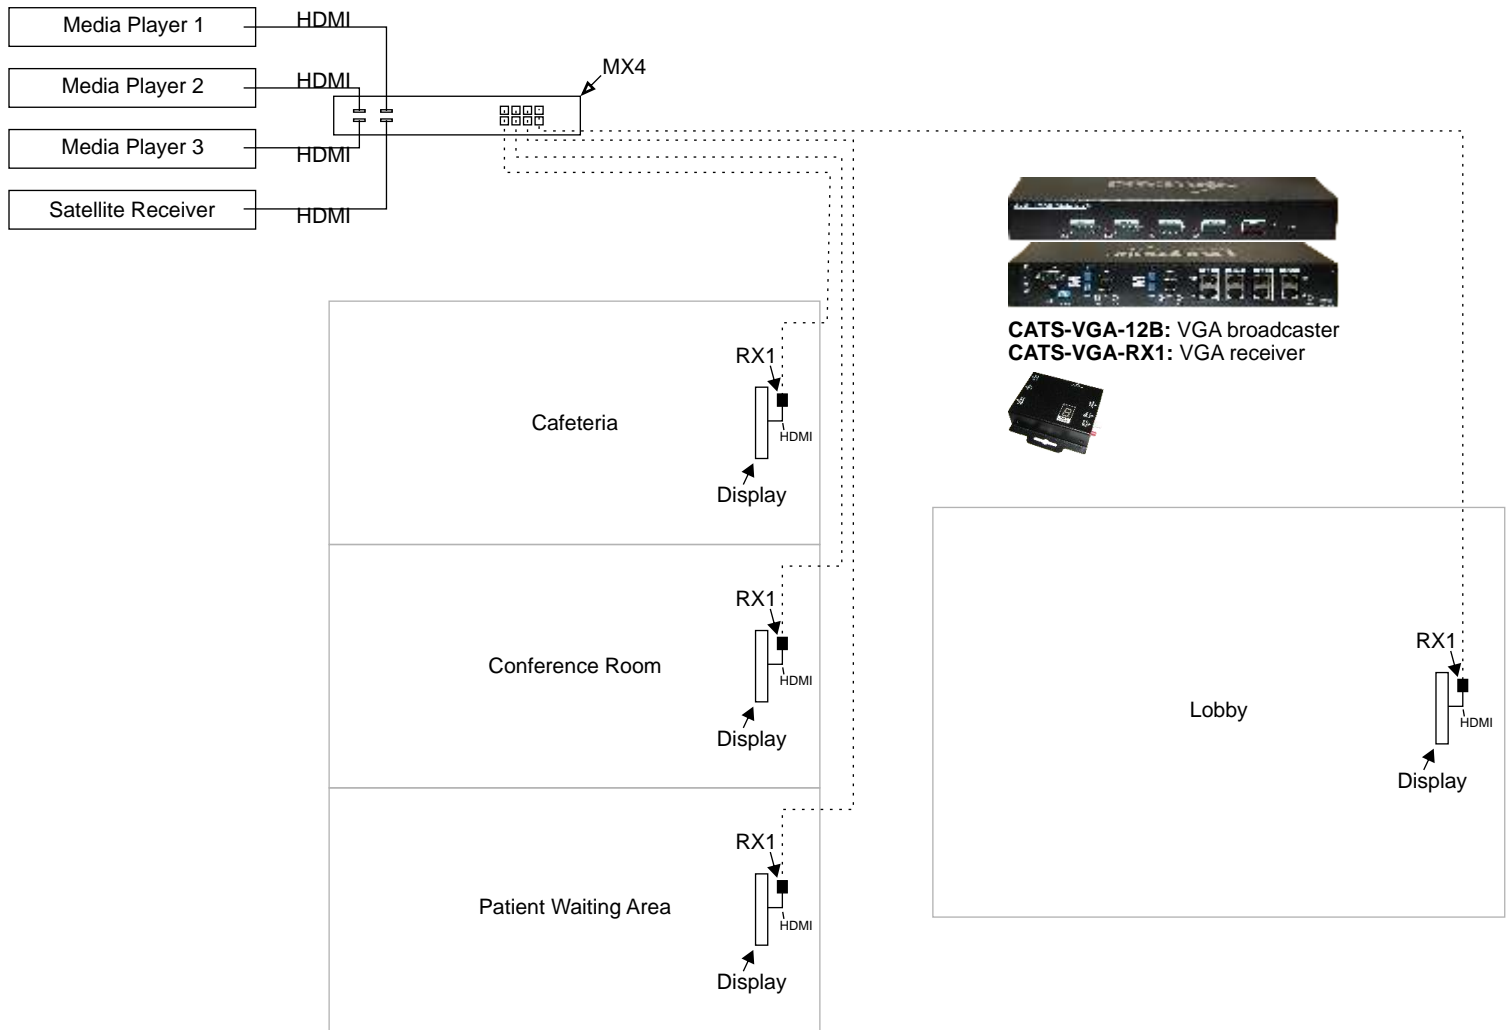 Media Player 1
HDMI
MX4
Media Player 2
HDMI
Media Player 3
HDMI
Satellite Receiver
HDMI
CATS-VGA-12B: VGA broadcaster
CATS-VGA-RX1: VGA receiver
RX1
Cafeteria
HDMI
Display
RX1
Conference Room
HDMI
Display
RX1
Lobby
HDMI
Display
RX1
Patient Waiting Area
HDMI
Display